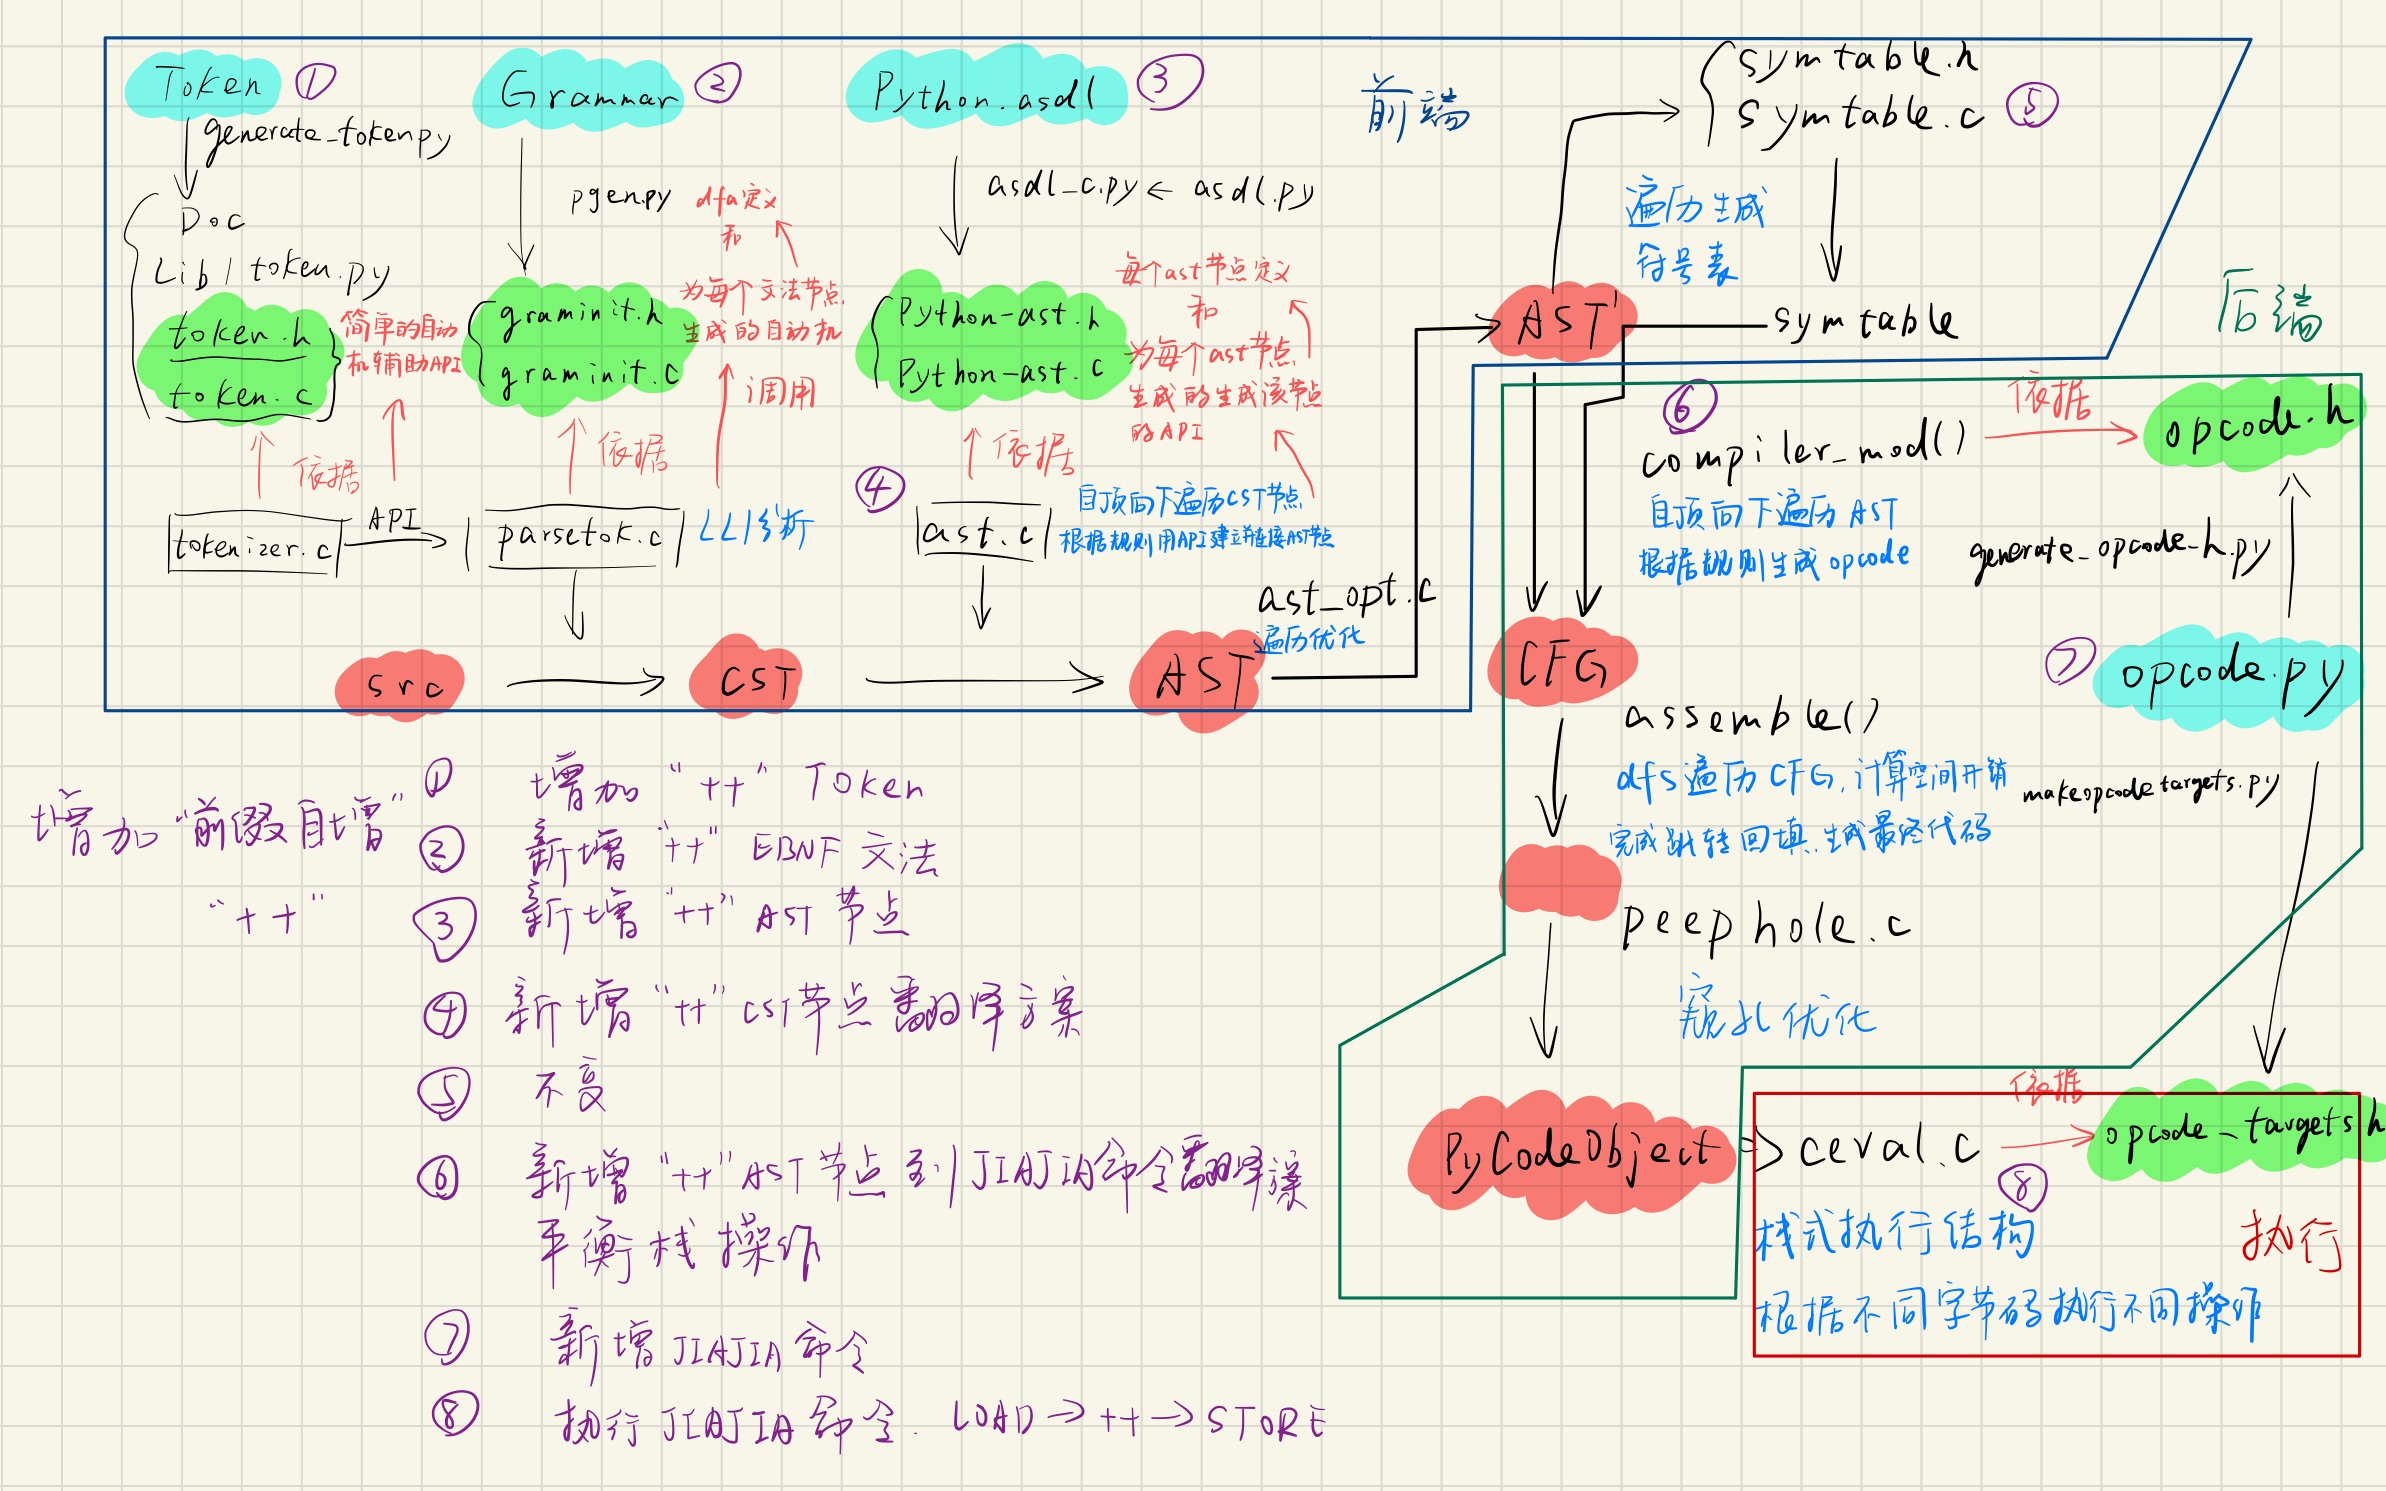 Token ①
generate_token.py
Doc
Lib / token.py
token.h
token.c
简单的自动
机辅助API
依据
tokenizer.c
API
Grammar ②
pgen.py
dfa定义
和
为每个文法节点
生成的自动机
graminit.h
graminit.c
调用
依据
parsetok.c
LL1分析
Python.asdl ③
asdl_c.py ← asdl.py
Python-ast.h
Python-ast.c
每个ast节点定义
和
为每个ast节点
生成的生成该节点
的API
依据
④
ast.c
自顶向下遍历CST节点
根据规则用API建立并链接AST节点
src
CST
AST
ast_opt.c
遍历优化
前端
symtable.h
symtable.c ⑤
遍历生成
符号表
AST'
symtable
后端
⑥
compiler_mod()
依据
opcode.h
自顶向下遍历AST
根据规则生成opcode
generate_opcode_h.py
CFG
⑦
opcode.py
assemble()
dfs遍历CFG,计算空间开销
完成跳转回填,生成最终代码
makeopcodetargets.py
peephole.c
窥孔优化
PyCodeObject
ceval.c
依据
opcode_targets.h
⑧
栈式执行结构
执行
根据不同字节码执行不同操作
增加“前缀自增”
“++”
① 增加“++” Token
② 新增“++” EBNF 文法
③ 新增“++” AST 节点
④ 新增“++” CST节点翻译方案
⑤ 不变
⑥ 新增“++” AST节点到JIAJIA命令翻译
平衡栈操作
⑦ 新增JIAJIA命令
⑧ 执行JIAJIA命令. LOAD → ++ → STORE